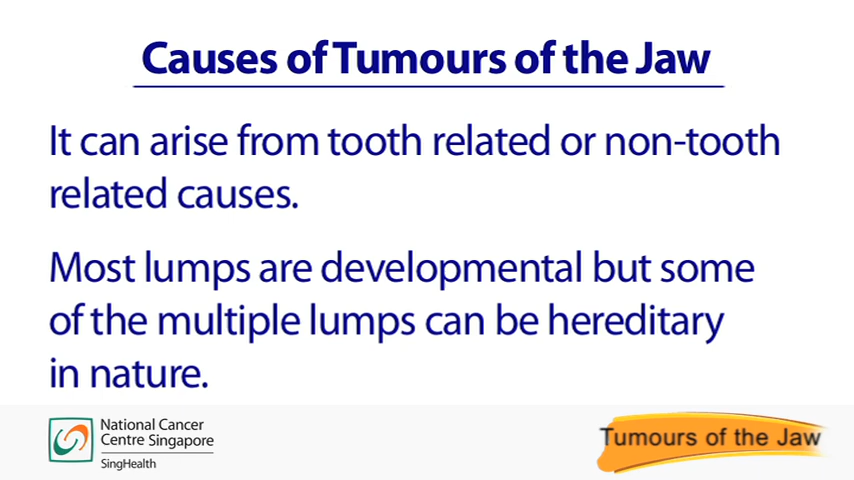 Causes of Tumours of the Jaw
It can arise from tooth related or non-tooth
related causes.
Most lumps are developmental but some
of the multiple lumps can be hereditary
in nature.
National Cancer
Centre Singapore
SingHealth
Tumours of the Jaw